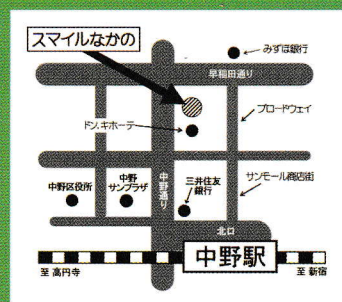 スマイルなかの
みずほ銀行
早稲田通り
ブロードウェイ
ドン.キホーテ
中野通り
サンモール商店街
中野区役所
中野
サンプラザ
三井住友
銀行
北口
中野駅
至 高円寺
至 新宿